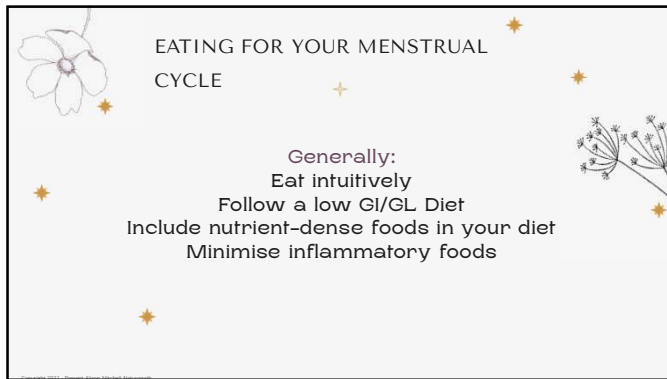 EATING FOR YOUR MENSTRUAL
CYCLE
Generally:
Eat intuitively
Follow a low GI/GL Diet
Include nutrient-dense foods in your diet
Minimise inflammatory foods